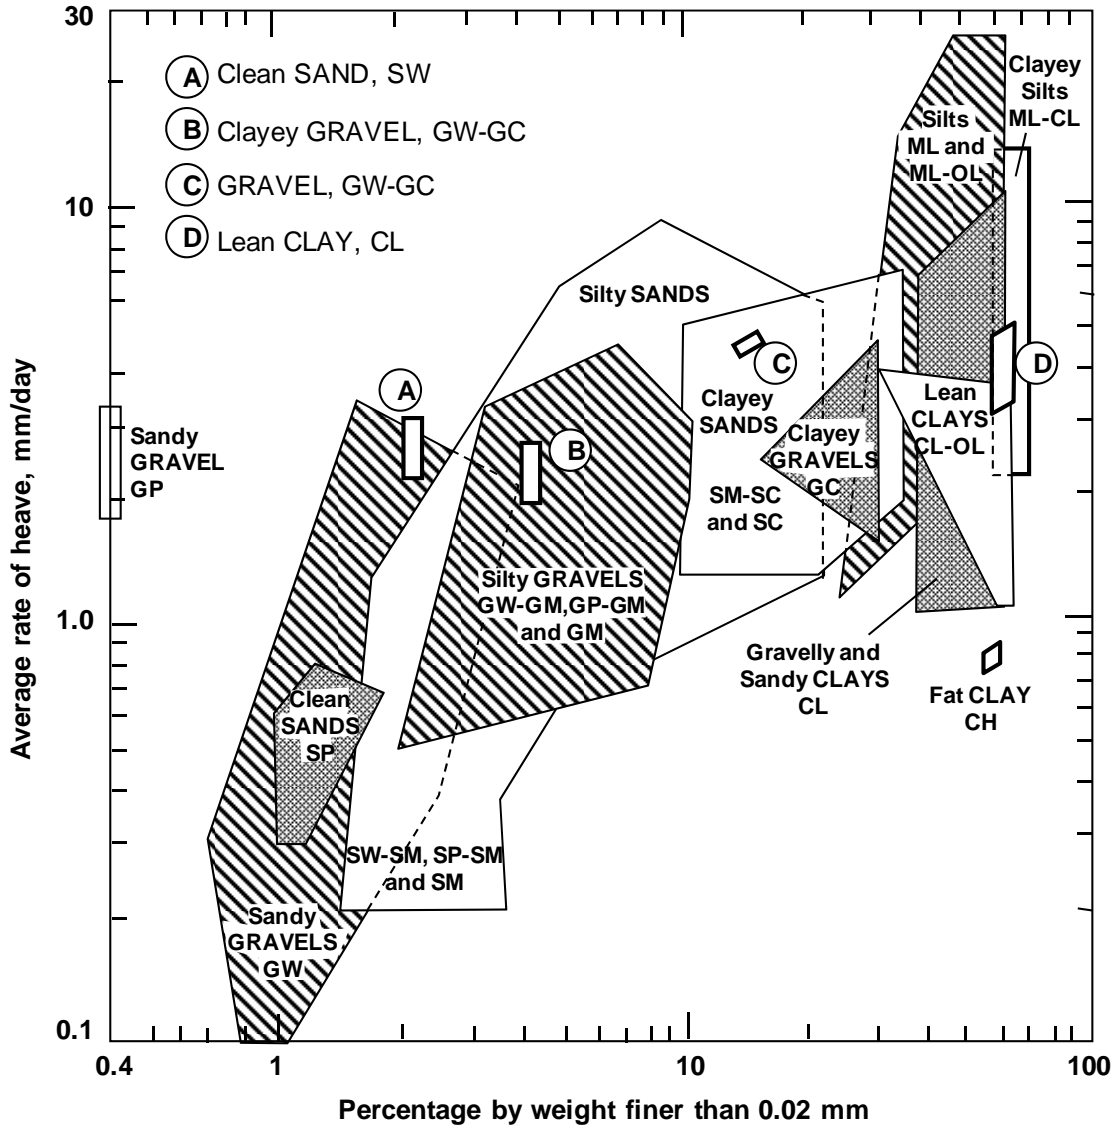 30
10
1.0
0.1
Average rate of heave, mm/day
A Clean SAND, SW
B Clayey GRAVEL, GW-GC
C GRAVEL, GW-GC
D Lean CLAY, CL
Clayey
Silts
ML-CL
Silts
ML and
ML-OL
Silty SANDS
A
B
C
D
Sandy
GRAVEL
GP
Clayey
SANDS
SM-SC
and SC
Clayey
GRAVELS
GC
Lean
CLAYS
CL-OL
Silty GRAVELS
GW-GM,GP-GM
and GM
Gravelly and
Sandy CLAYS
CL
Fat CLAY
CH
Clean
SANDS
SP
SW-SM, SP-SM
and SM
Sandy
GRAVELS
GW
0.4
1
10
100
Percentage by weight finer than 0.02 mm